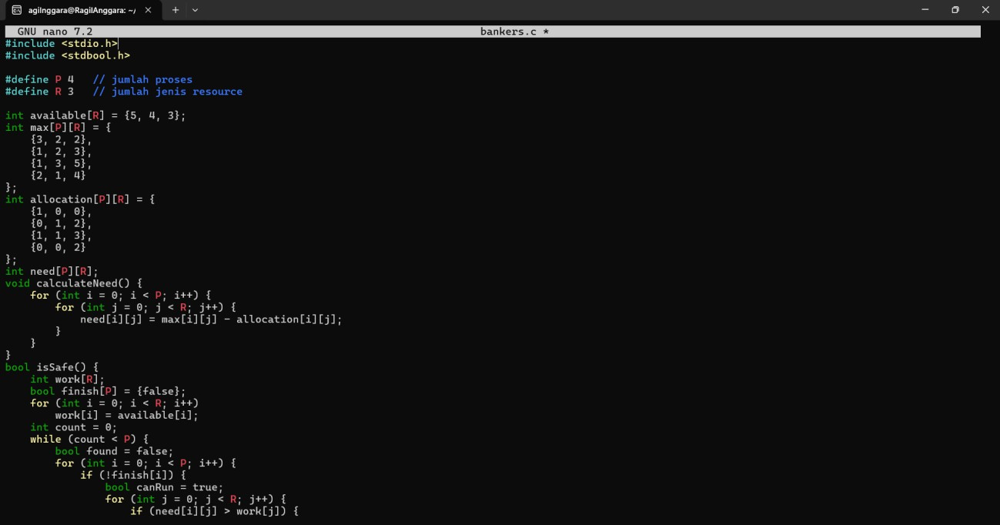 agilnggara@RagilAnggara: ~/
GNU nano 7.2 bankers.c *
#include <stdio.h>
#include <stdbool.h>

#define P 4   // jumlah proses
#define R 3   // jumlah jenis resource

int available[R] = {5, 4, 3};
int max[P][R] = {
    {3, 2, 2},
    {1, 2, 3},
    {1, 3, 5},
    {2, 1, 4}
};
int allocation[P][R] = {
    {1, 0, 0},
    {0, 1, 2},
    {1, 1, 3},
    {0, 0, 2}
};
int need[P][R];
void calculateNeed() {
    for (int i = 0; i < P; i++) {
        for (int j = 0; j < R; j++) {
            need[i][j] = max[i][j] - allocation[i][j];
        }
    }
}
bool isSafe() {
    int work[R];
    bool finish[P] = {false};
    for (int i = 0; i < R; i++)
        work[i] = available[i];
    int count = 0;
    while (count < P) {
        bool found = false;
        for (int i = 0; i < P; i++) {
            if (!finish[i]) {
                bool canRun = true;
                for (int j = 0; j < R; j++) {
                    if (need[i][j] > work[j]) {